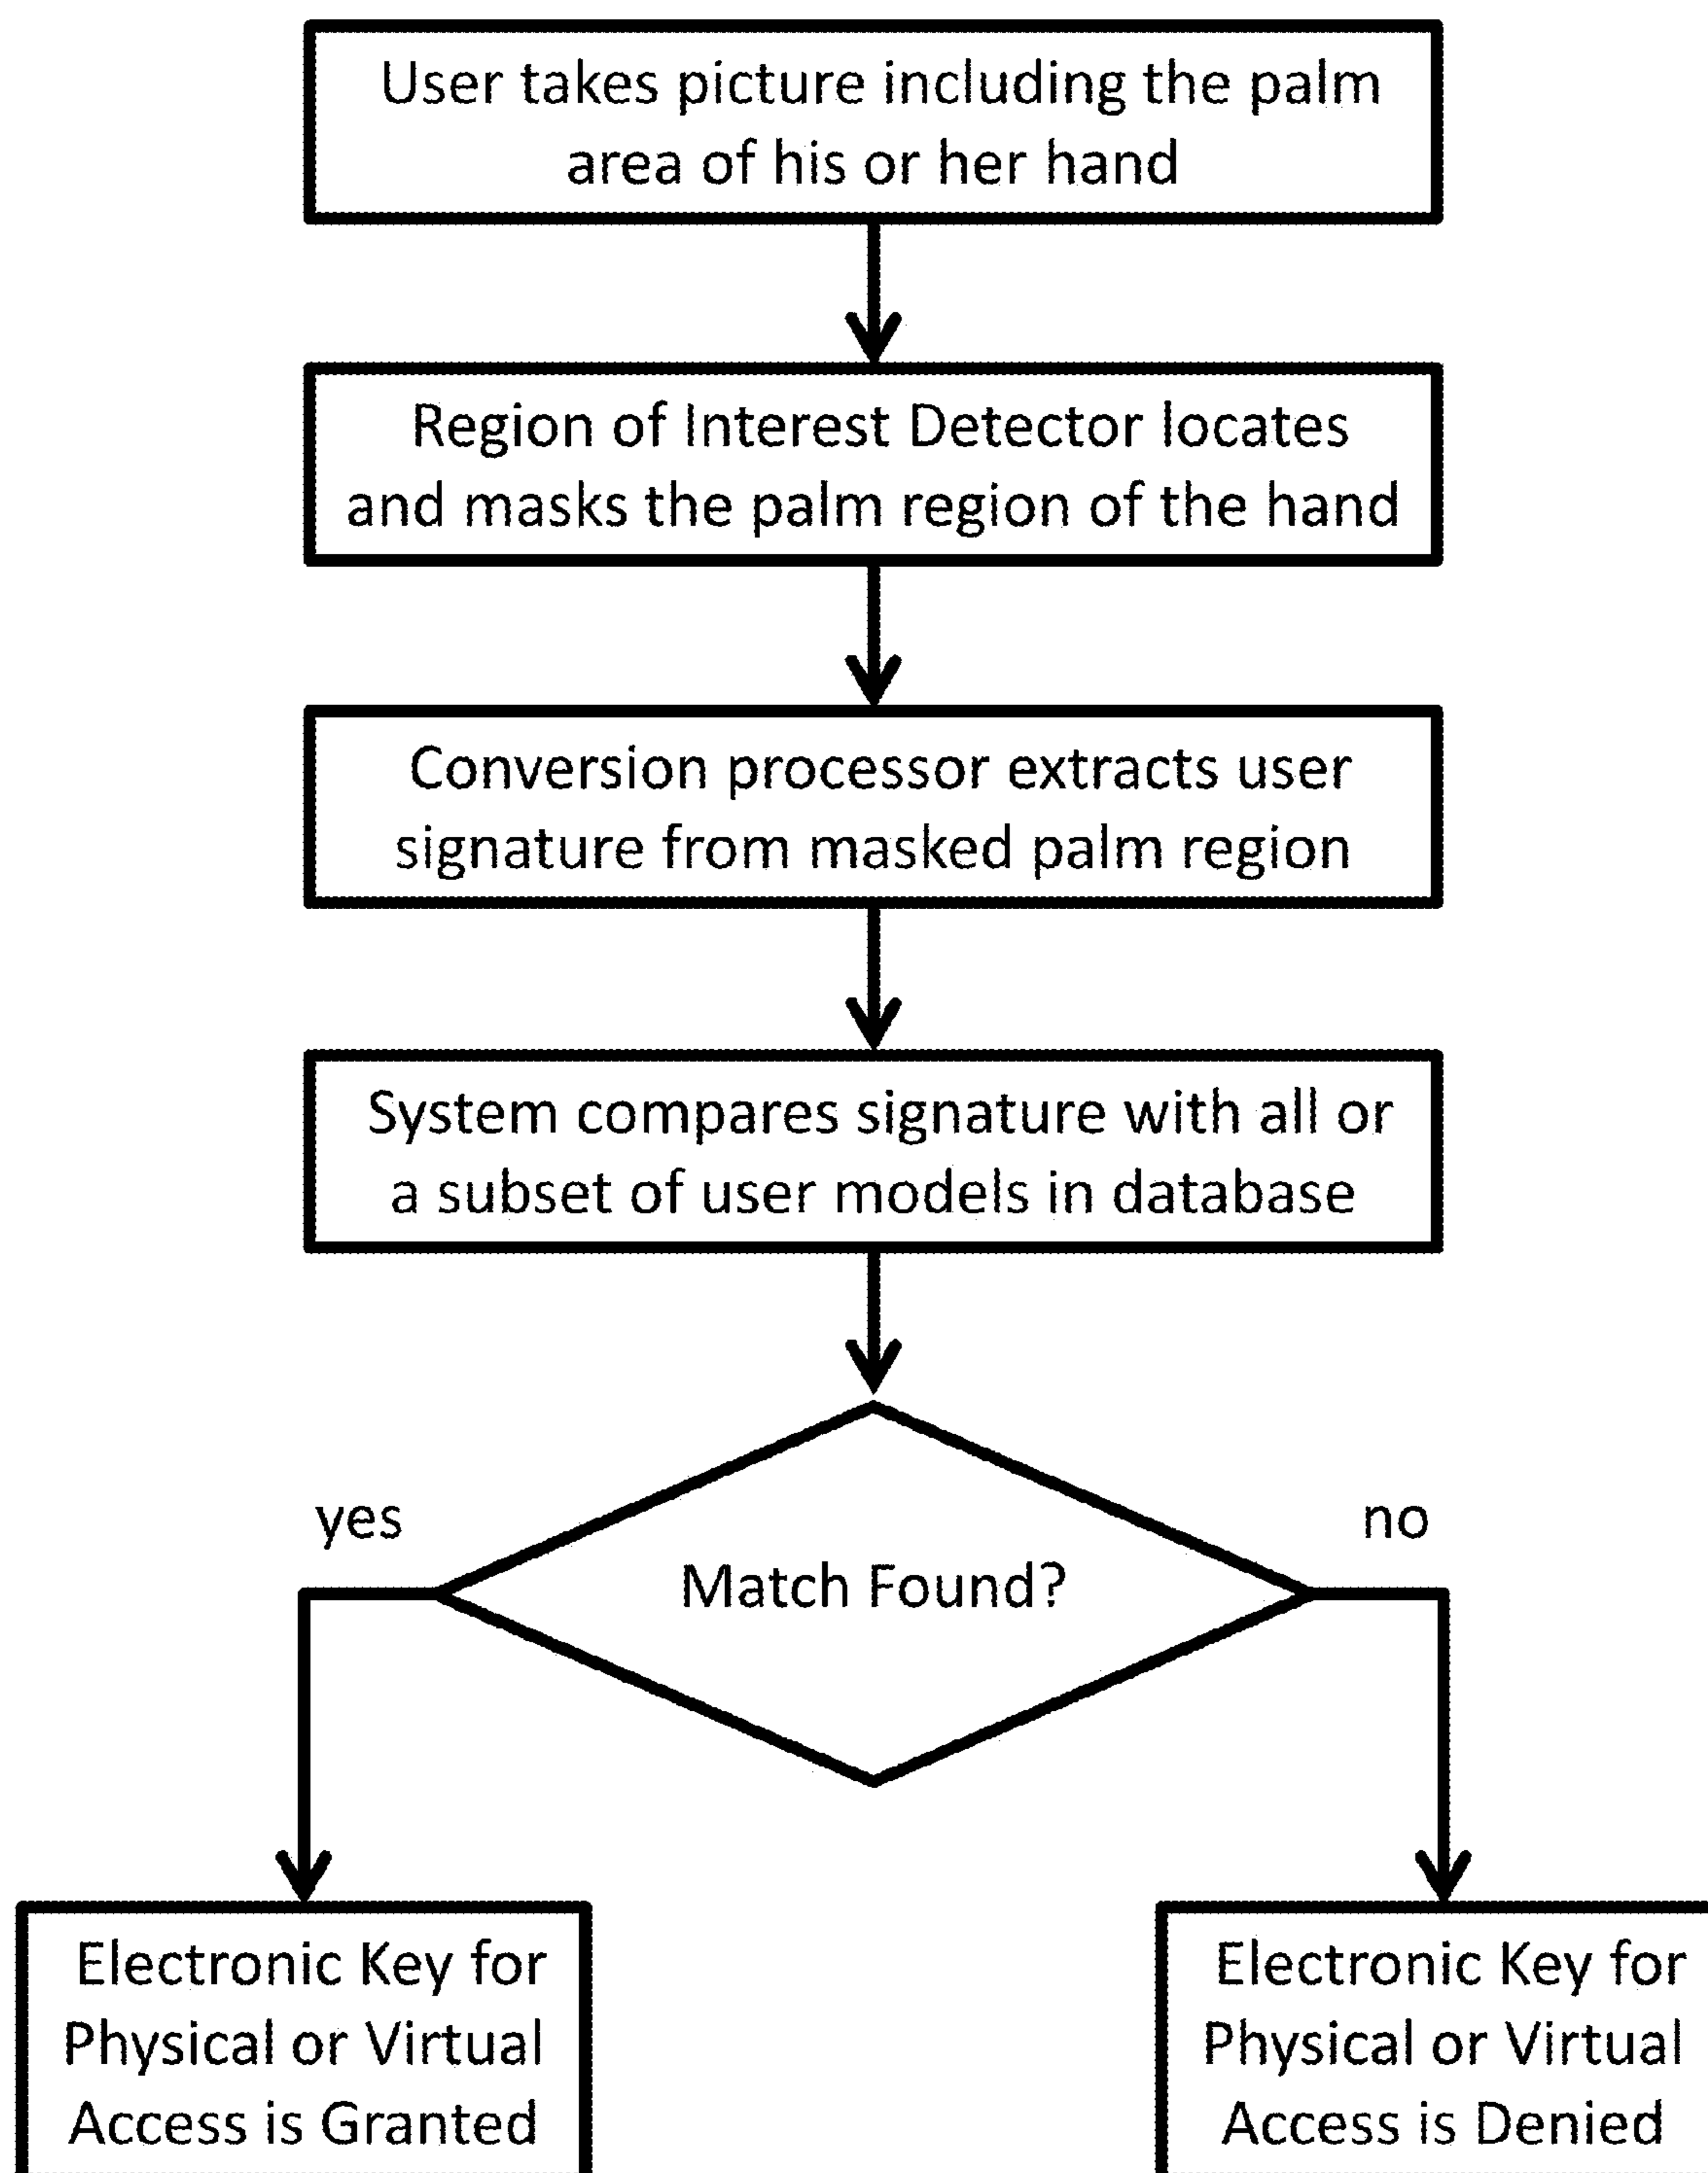 User takes picture including the palm
area of his or her hand
Region of Interest Detector locates
and masks the palm region of the hand
Conversion processor extracts user
signature from masked palm region
System compares signature with all or
a subset of user models in database
yes
no
Match Found?
Electronic Key for
Physical or Virtual
Access is Granted
Electronic Key for
Physical or Virtual
Access is Denied